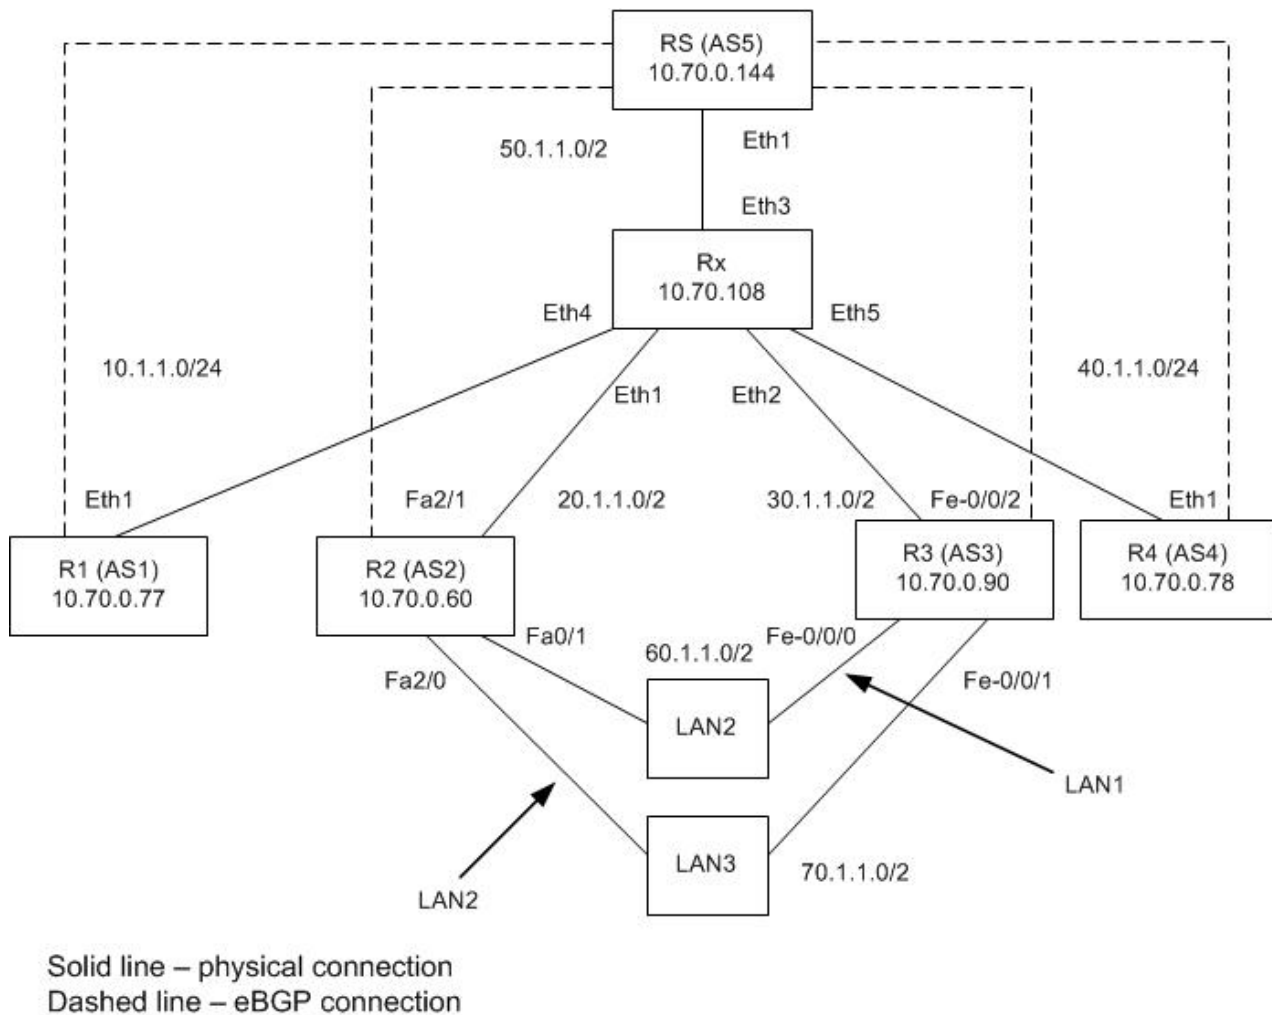 RS (AS5)
10.70.0.144
50.1.1.0/2
Eth1
Eth3
Rx
10.70.108
Eth4
Eth5
10.1.1.0/24
40.1.1.0/24
Eth1
Eth2
Eth1
Fa2/1
20.1.1.0/2
30.1.1.0/2
Fe-0/0/2
Eth1
R1 (AS1)
10.70.0.77
R2 (AS2)
10.70.0.60
R3 (AS3)
10.70.0.90
R4 (AS4)
10.70.0.78
Fa0/1
Fe-0/0/0
60.1.1.0/2
Fa2/0
Fe-0/0/1
LAN2
LAN1
LAN3
70.1.1.0/2
LAN2
Solid line – physical connection
Dashed line – eBGP connection